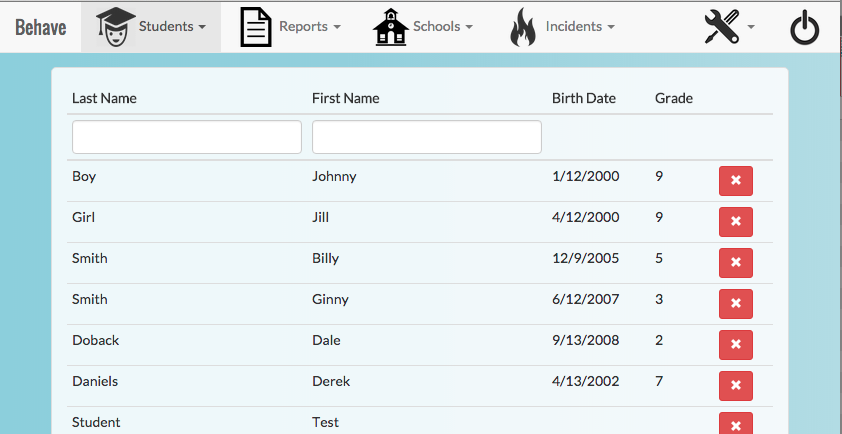 Behave Students Reports Schools Incidents
Last Name First Name Birth Date Grade
Boy Johnny 1/12/2000 9
Girl Jill 4/12/2000 9
Smith Billy 12/9/2005 5
Smith Ginny 6/12/2007 3
Doback Dale 9/13/2008 2
Daniels Derek 4/13/2002 7
Student Test